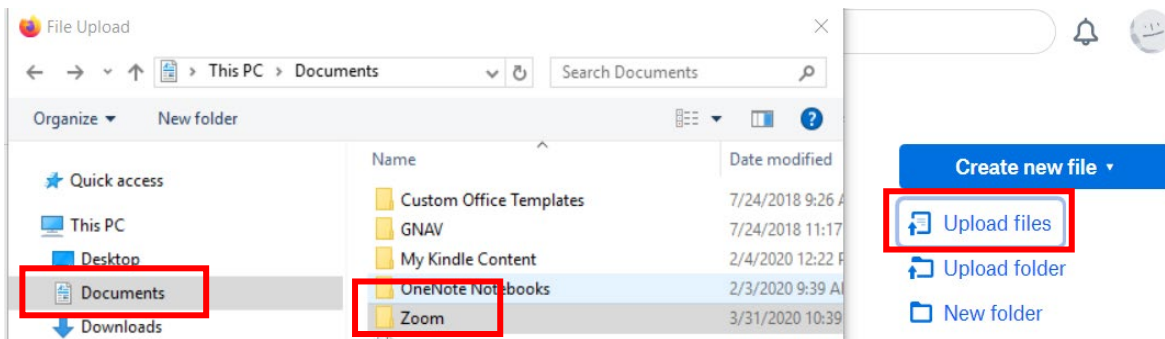 File Upload
This PC > Documents
Search Documents
Organize
New folder
Name
Date modified
Quick access
This PC
Desktop
Documents
Downloads
Custom Office Templates
7/24/2018 9:26
GNAV
7/24/2018 11:17
My Kindle Content
2/4/2020 12:22
OneNote Notebooks
2/3/2020 9:39
Zoom
3/31/2020 10:39
Create new file
Upload files
Upload folder
New folder